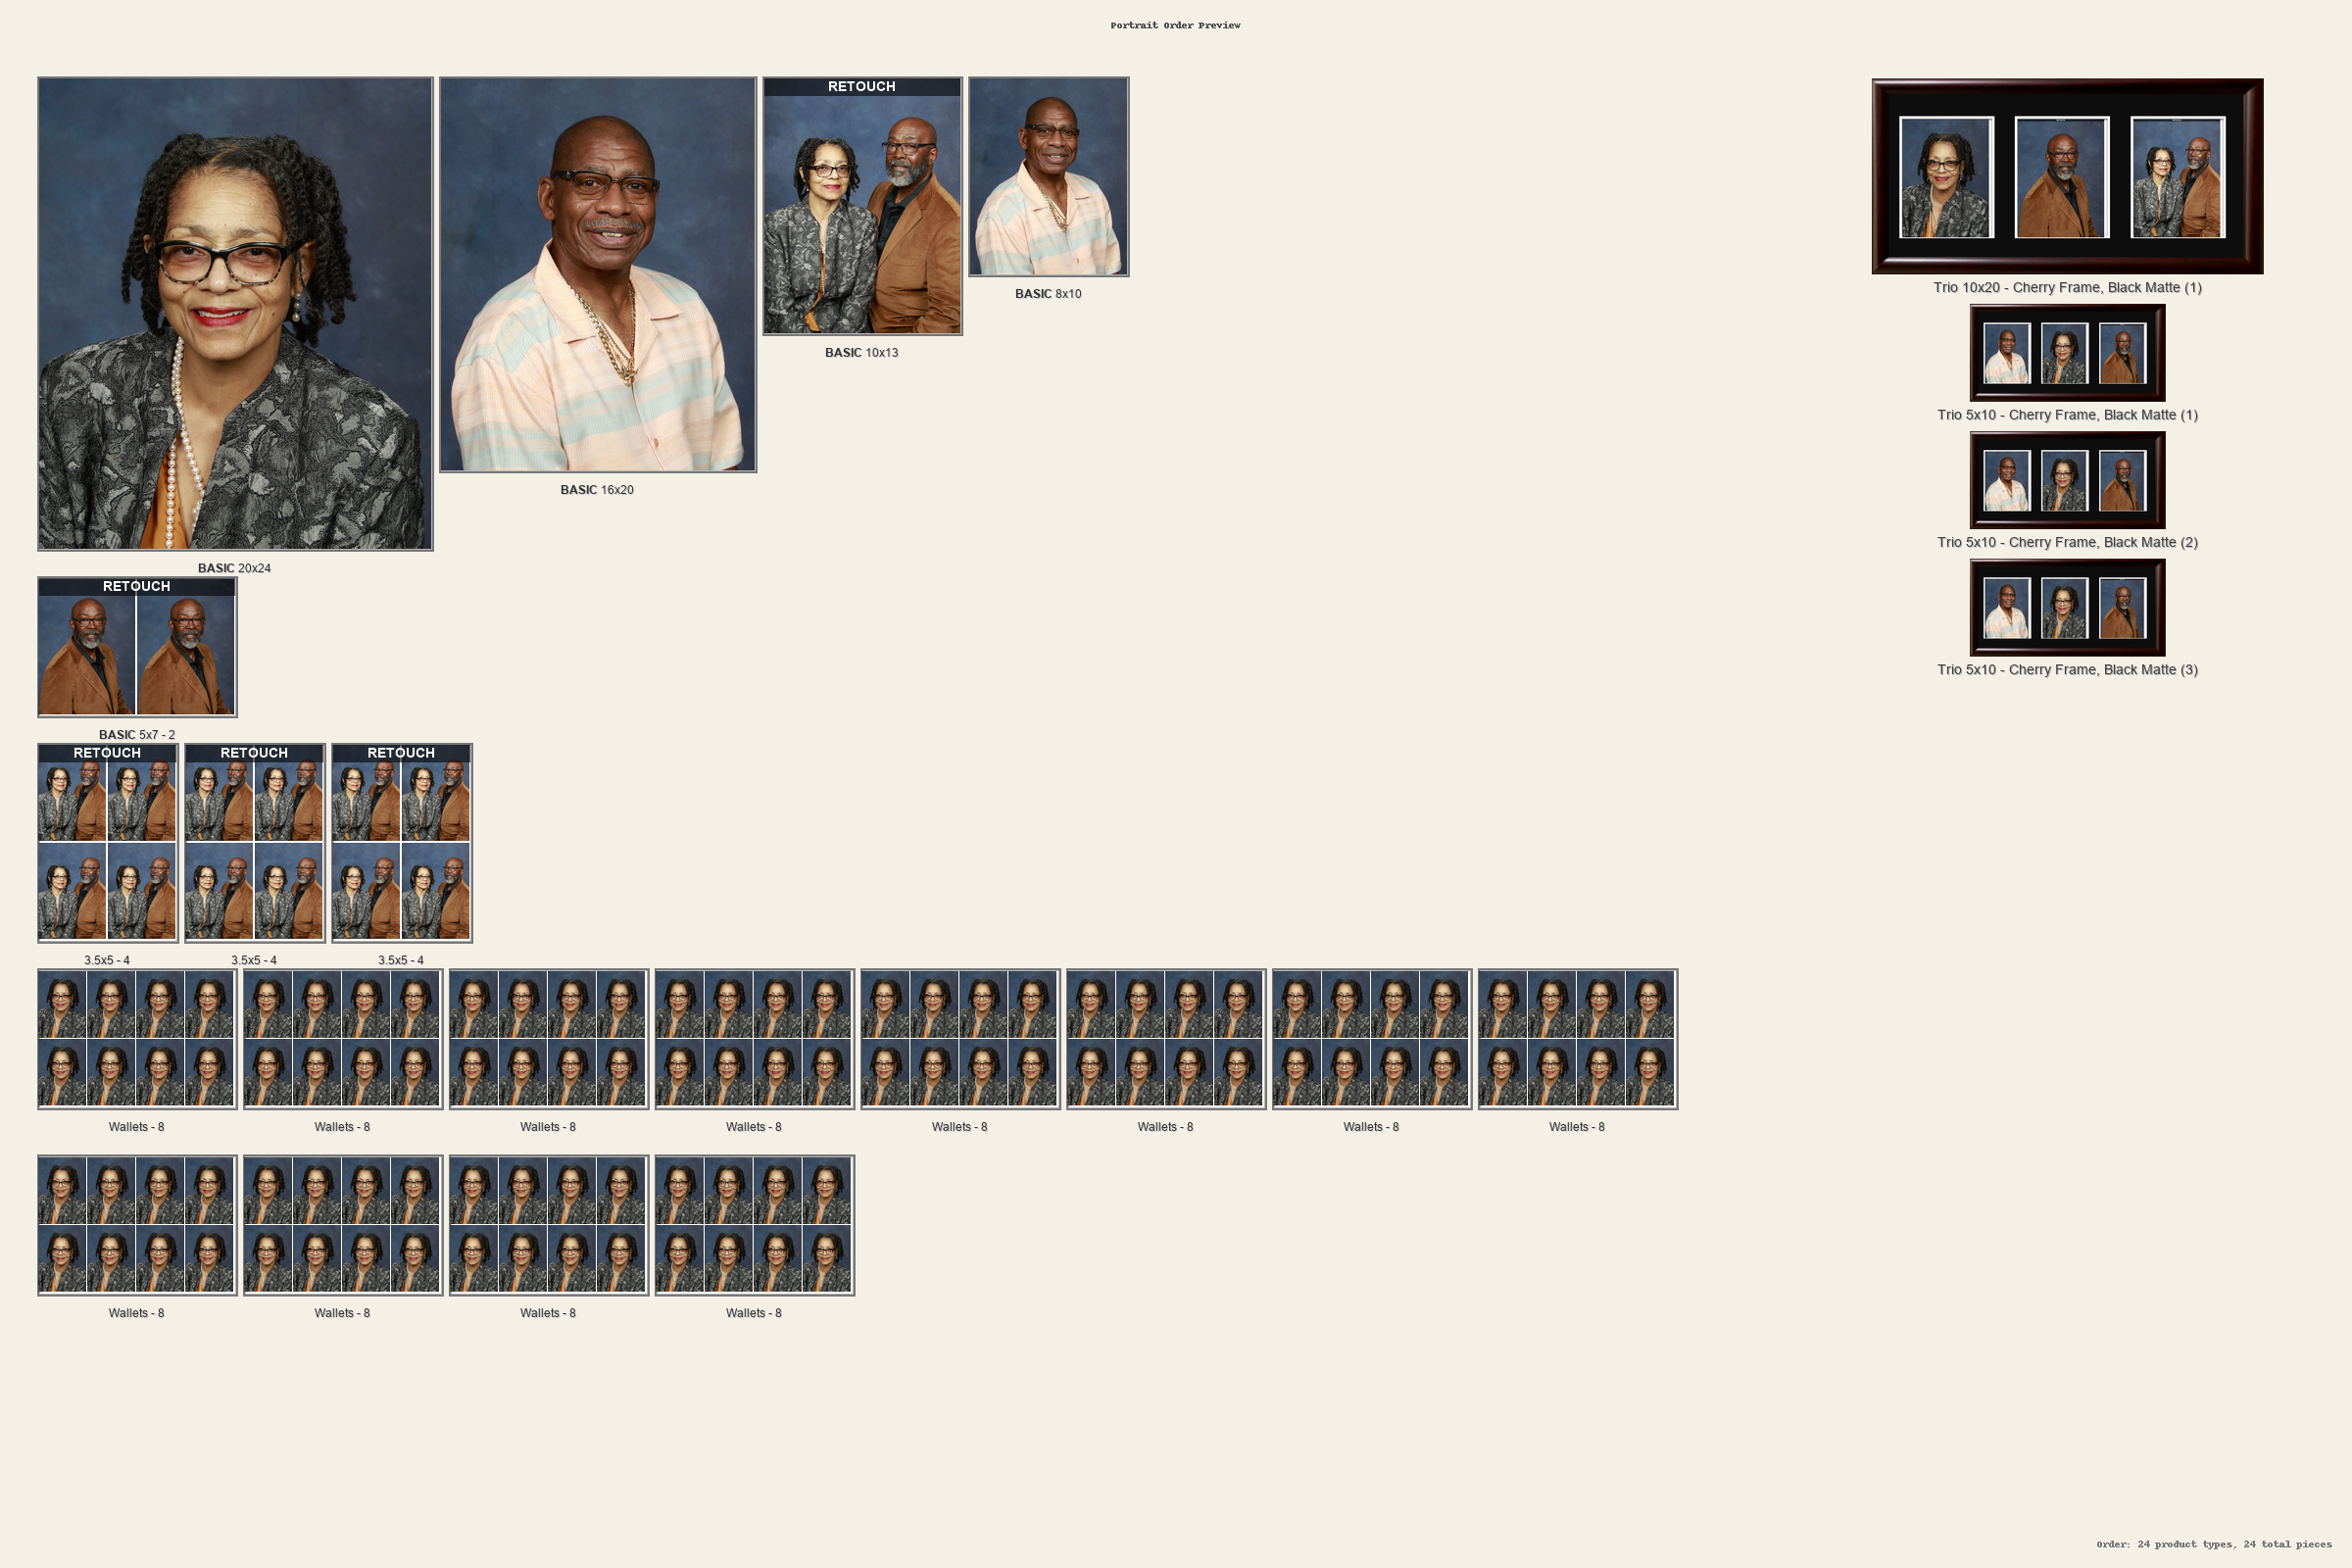 Portrait Order Preview
RETOUCH
BASIC 8x10
BASIC 10x13
BASIC 16x20
BASIC 20x24
RETOUCH
BASIC 5x7 - 2
RETOUCH
RETOUCH
RETOUCH
3.5x5 - 4
3.5x5 - 4
3.5x5 - 4
Wallets - 8
Wallets - 8
Wallets - 8
Wallets - 8
Wallets - 8
Wallets - 8
Wallets - 8
Wallets - 8
Wallets - 8
Wallets - 8
Wallets - 8
Wallets - 8
Trio 10x20 - Cherry Frame, Black Matte (1)
Trio 5x10 - Cherry Frame, Black Matte (1)
Trio 5x10 - Cherry Frame, Black Matte (2)
Trio 5x10 - Cherry Frame, Black Matte (3)
Order: 24 product types, 24 total pieces